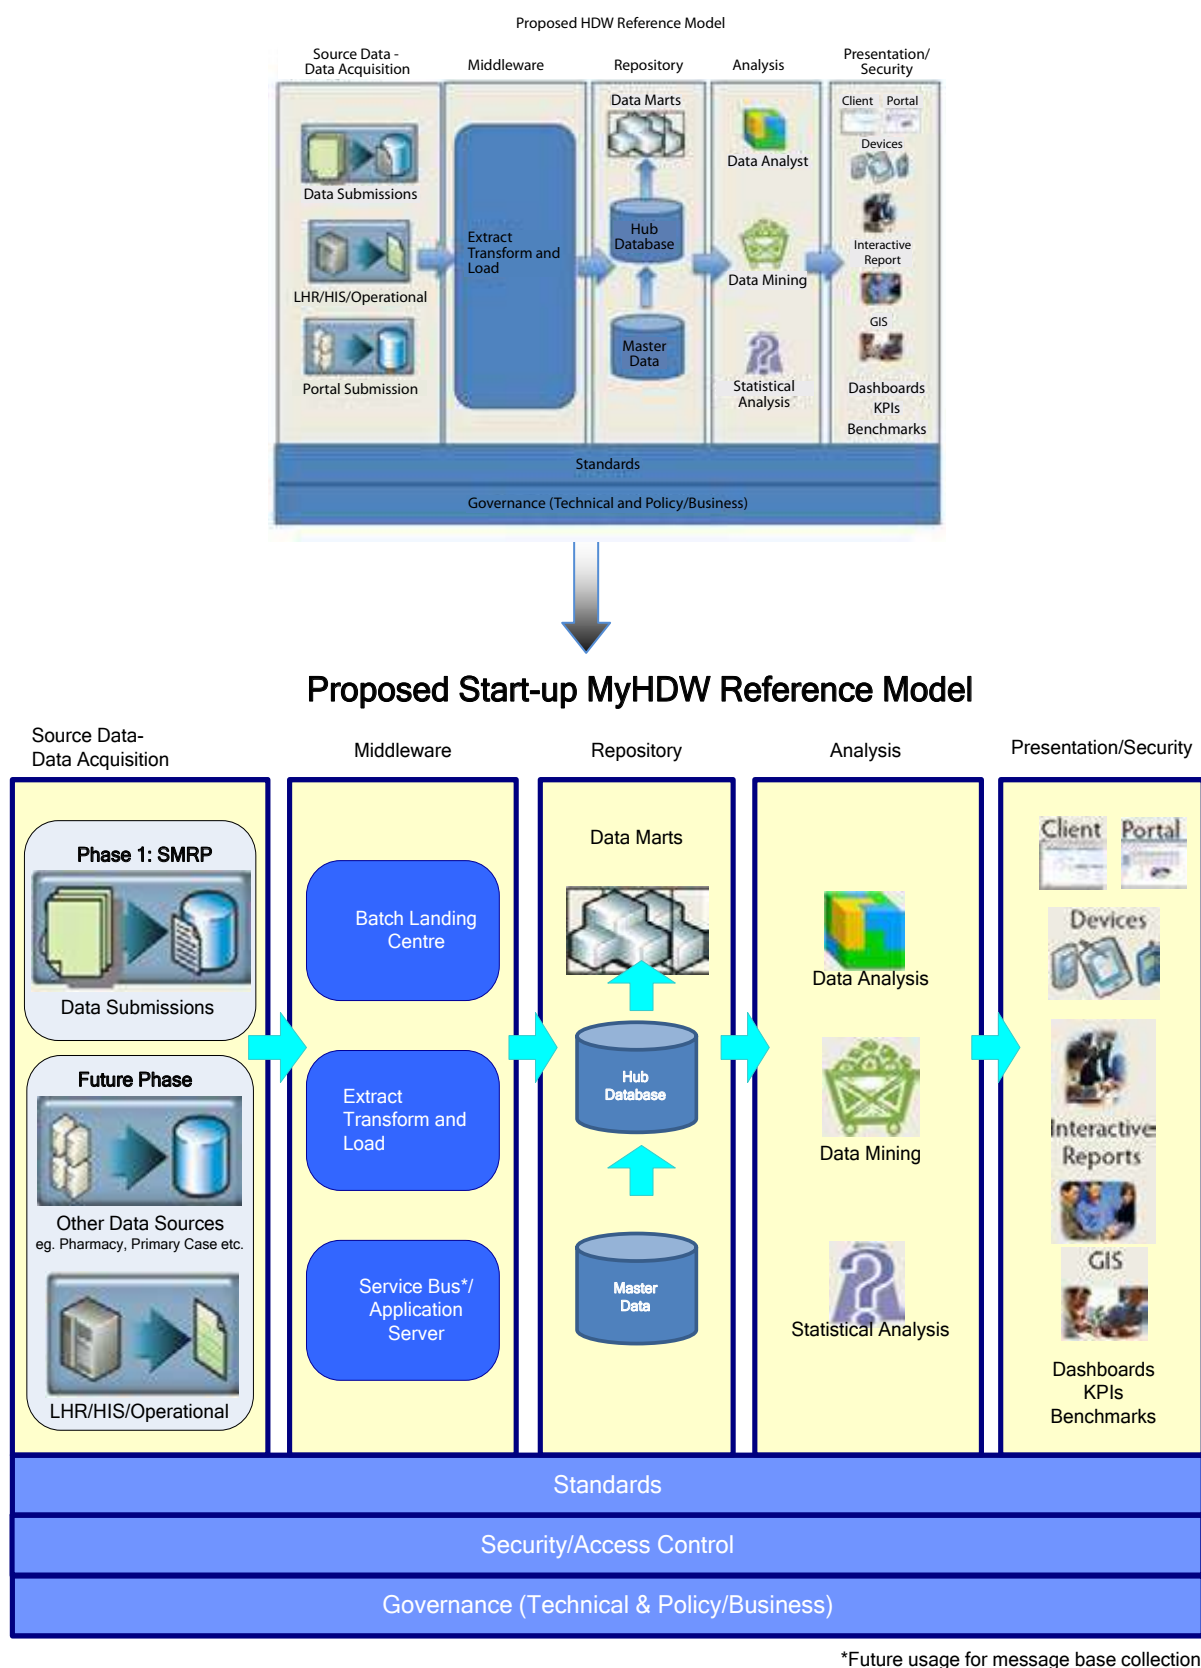 Proposed HDW Reference Model
Source Data -
Data Acquisition
Middleware
Repository
Analysis
Presentation/
Security
Data Submissions
LHR/HIS/Operational
Portal Submission
Extract
Transform and
Load
Data Marts
Hub
Database
Master
Data
Data Analyst
Data Mining
Statistical
Analysis
Client Portal
Devices
Interactive
Report
GIS
Dashboards
KPIs
Benchmarks
Standards
Governance (Technical and Policy/Business)
Proposed Start-up MyHDW Reference Model
Source Data-
Data Acquisition
Middleware
Repository
Analysis
Presentation/Security
Phase 1: SMRP
Data Submissions
Future Phase
Other Data Sources
eg. Pharmacy, Primary Case etc.
LHR/HIS/Operational
Batch Landing
Centre
Extract
Transform and
Load
Service Bus*/
Application
Server
Data Marts
Hub
Database
Master
Data
Data Analysis
Data Mining
Statistical Analysis
Client Portal
Devices
Interactive
Reports
GIS
Dashboards
KPIs
Benchmarks
Standards
Security/Access Control
Governance (Technical & Policy/Business)
*Future usage for message base collection